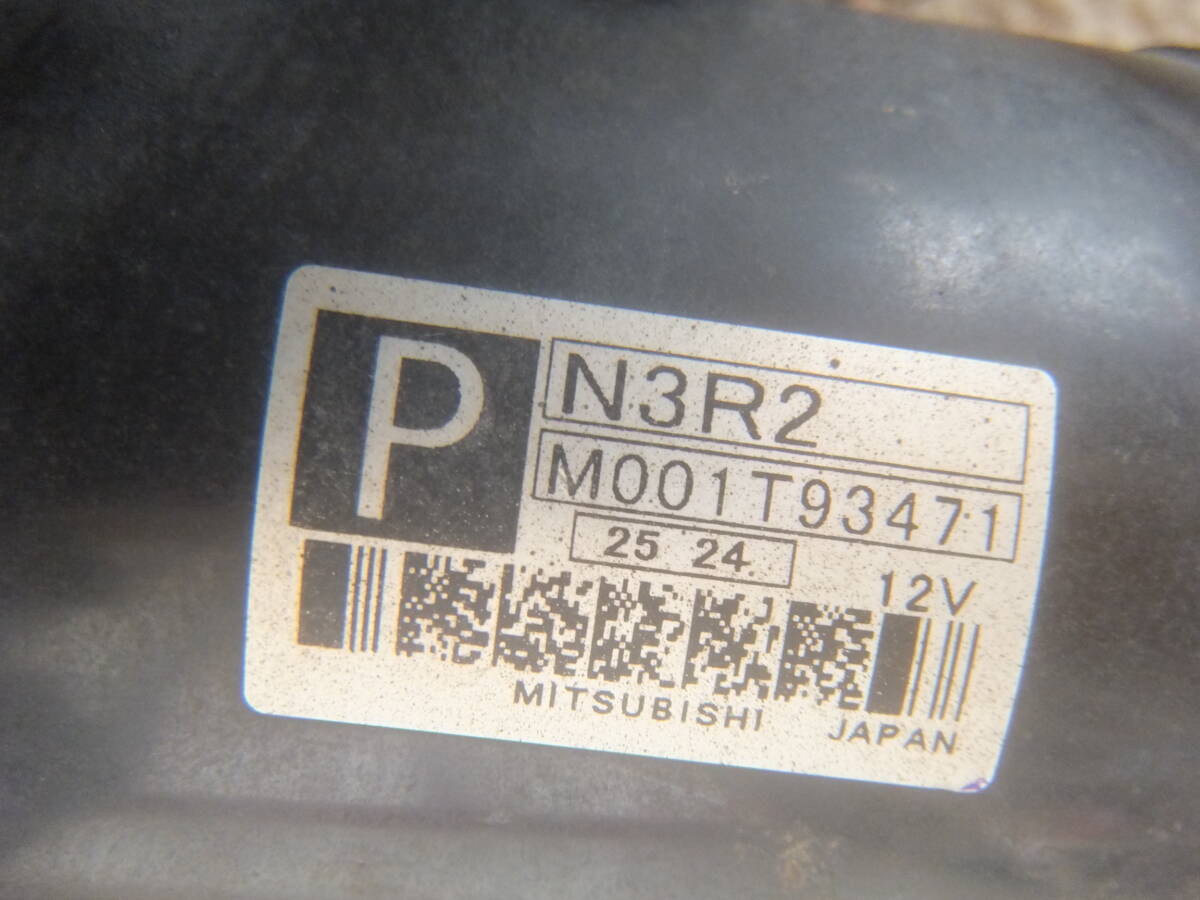 P
N3R2
M001T93471
25 24
12V
MITSUBISHI
JAPAN